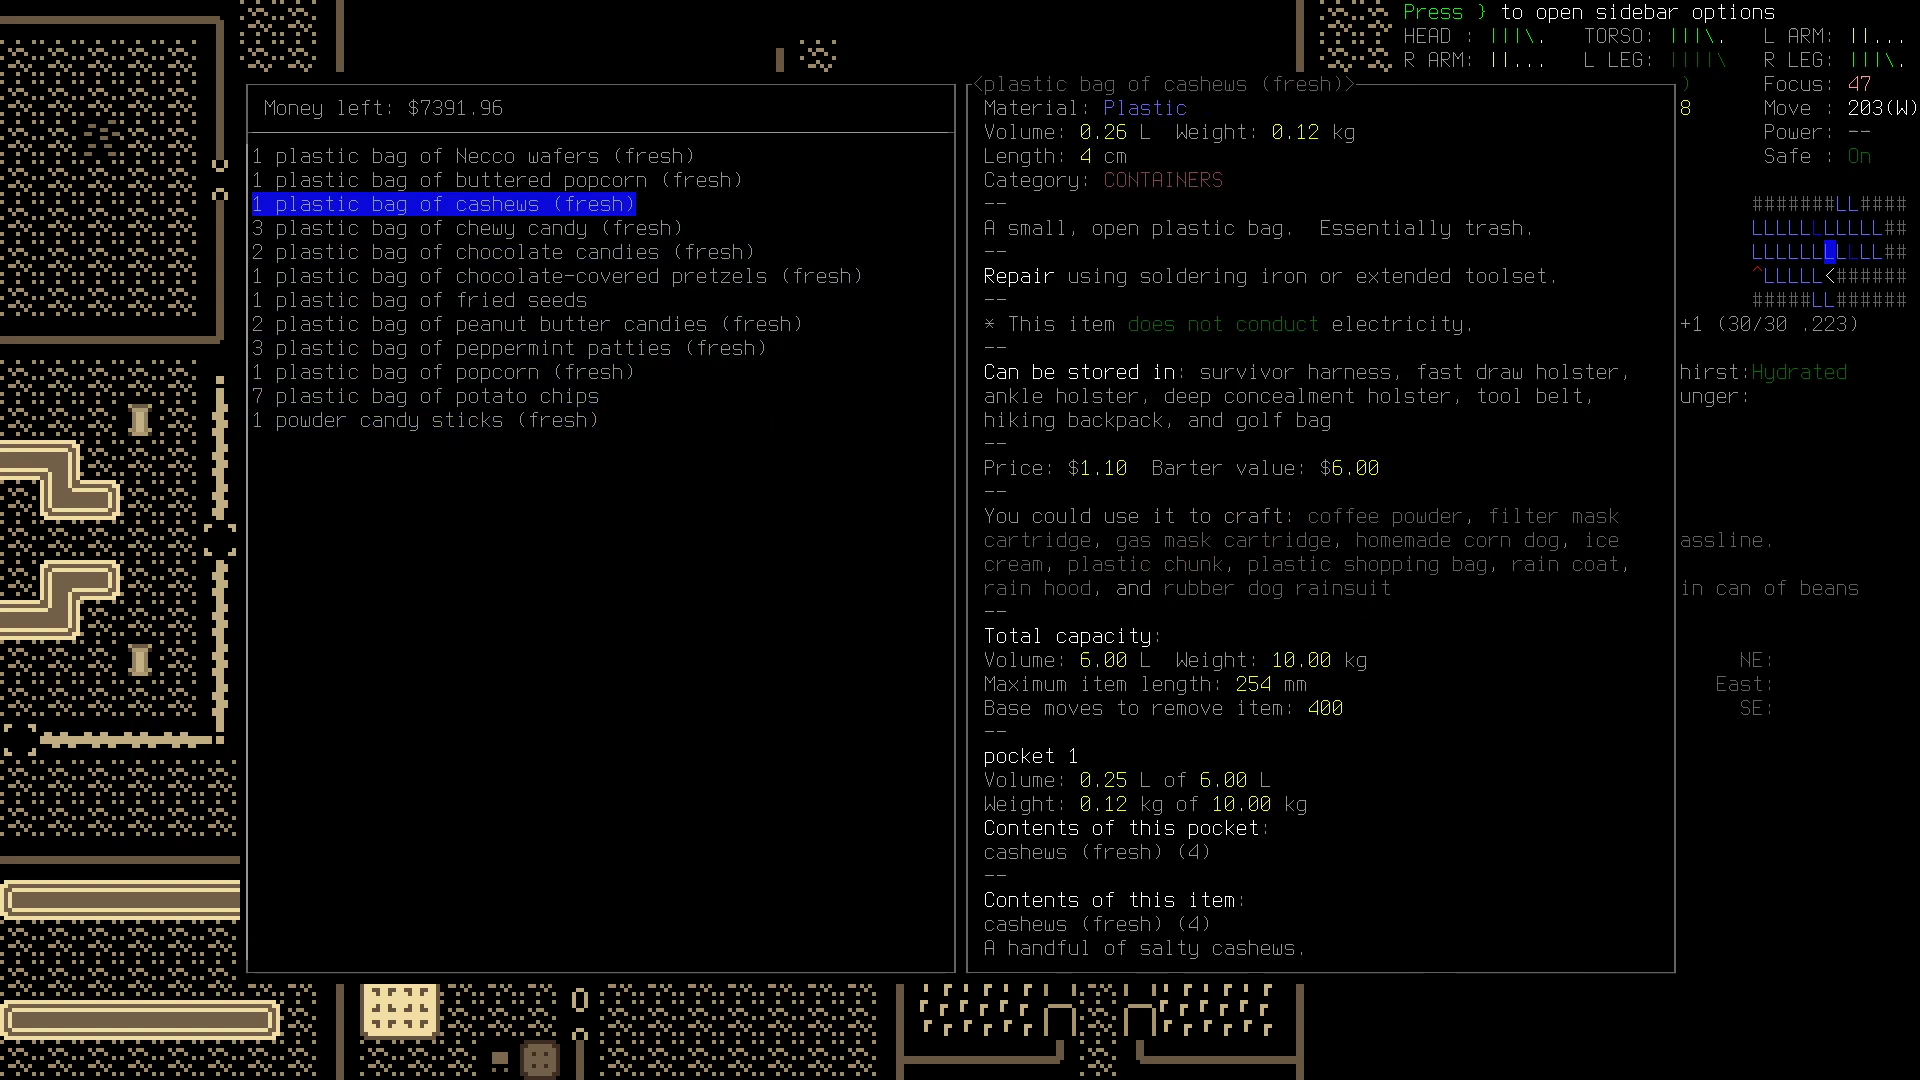 Press } to open sidebar options
HEAD : |||\. TORSO: |||\. L ARM: ||...
R ARM: ||... L LEG: ||||\ R LEG: |||\.
Focus: 47
8 Move : 203(W)
Power: --
Safe : On
#######LL####
LLLLLLLLLLL##
LLLLLLLLLLL##
^LLLLL<######
#####LL######
+1 (30/30 .223)
hirst:Hydrated
unger:
assline.
in can of beans
NE:
East:
SE:
Money left: $7391.96
1 plastic bag of Necco wafers (fresh)
1 plastic bag of buttered popcorn (fresh)
1 plastic bag of cashews (fresh)
3 plastic bag of chewy candy (fresh)
2 plastic bag of chocolate candies (fresh)
1 plastic bag of chocolate-covered pretzels (fresh)
1 plastic bag of fried seeds
2 plastic bag of peanut butter candies (fresh)
3 plastic bag of peppermint patties (fresh)
1 plastic bag of popcorn (fresh)
7 plastic bag of potato chips
1 powder candy sticks (fresh)
<plastic bag of cashews (fresh)>
Material: Plastic
Volume: 0.26 L Weight: 0.12 kg
Length: 4 cm
Category: CONTAINERS
--
A small, open plastic bag. Essentially trash.
--
Repair using soldering iron or extended toolset.
--
* This item does not conduct electricity.
--
Can be stored in: survivor harness, fast draw holster,
ankle holster, deep concealment holster, tool belt,
hiking backpack, and golf bag
--
Price: $1.10 Barter value: $6.00
--
You could use it to craft: coffee powder, filter mask
cartridge, gas mask cartridge, homemade corn dog, ice
cream, plastic chunk, plastic shopping bag, rain coat,
rain hood, and rubber dog rainsuit
--
Total capacity:
Volume: 6.00 L Weight: 10.00 kg
Maximum item length: 254 mm
Base moves to remove item: 400
--
pocket 1
Volume: 0.25 L of 6.00 L
Weight: 0.12 kg of 10.00 kg
Contents of this pocket:
cashews (fresh) (4)
--
Contents of this item:
cashews (fresh) (4)
A handful of salty cashews.